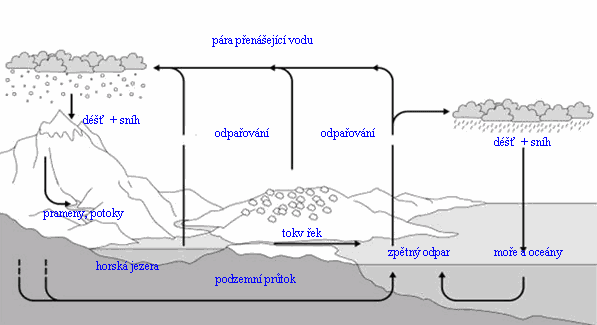 pára přenášející vodu
déšť + sníh
odpařování
odpařování
déšť + sníh
prameny, potoky
tokv řek
zpětný odpar
moře a oceány
horská jezera
podzemní průtok